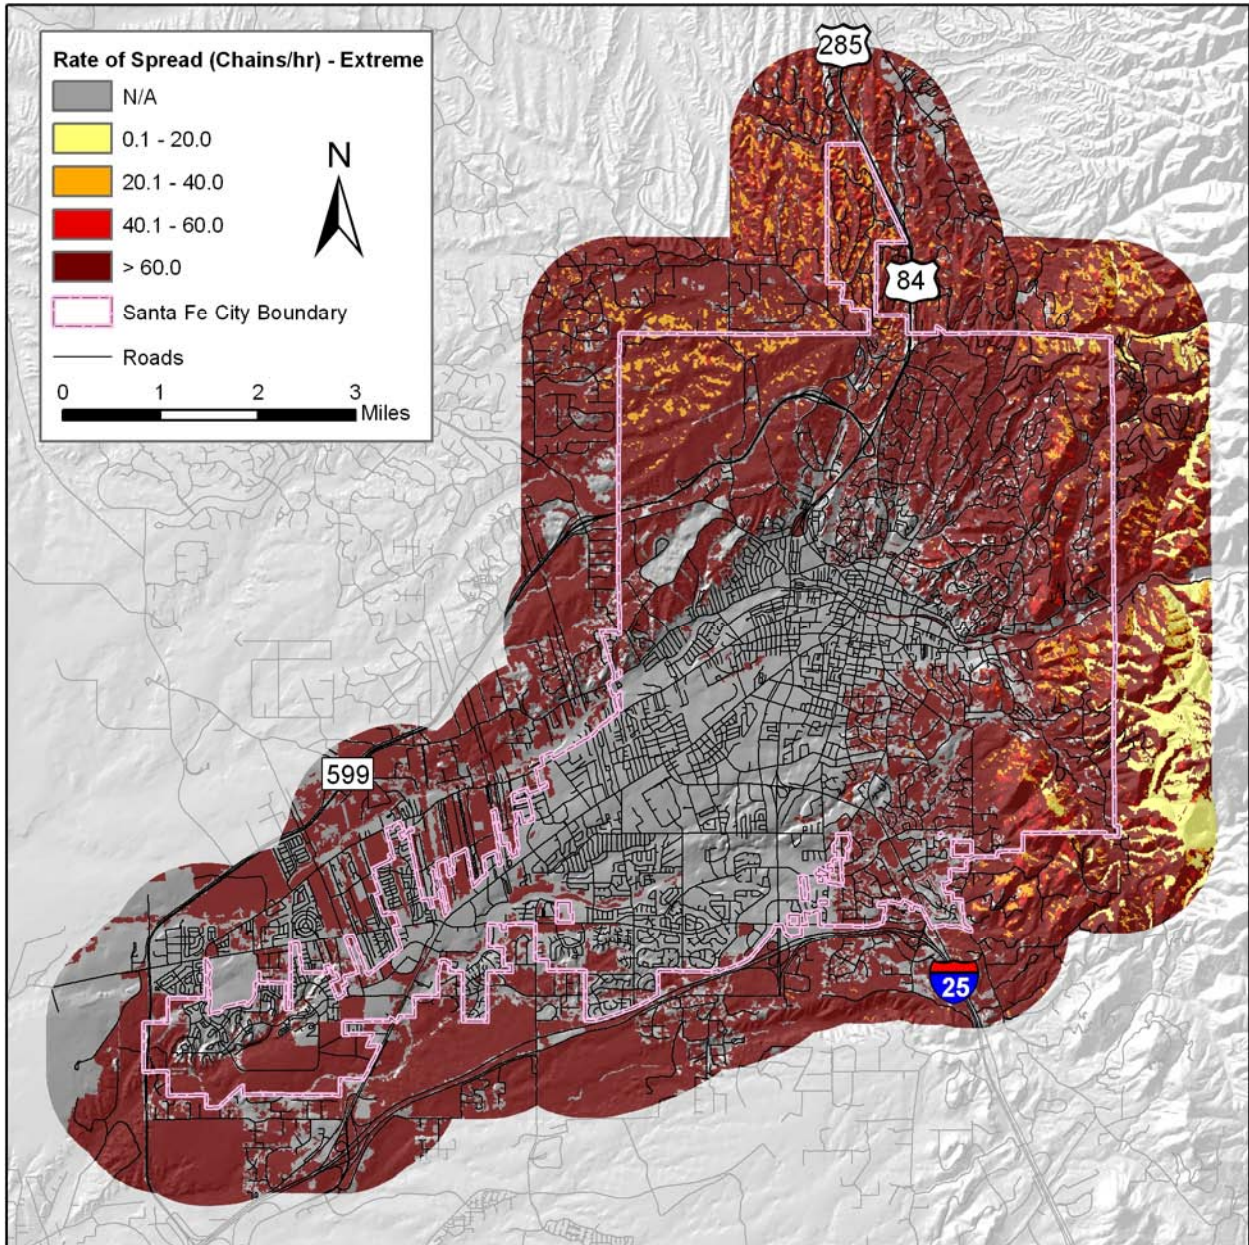 Rate of Spread (Chains/hr) - Extreme
N/A
0.1 - 20.0
20.1 - 40.0
40.1 - 60.0
> 60.0
Santa Fe City Boundary
Roads
N
0 1 2 3
Miles
285
84
599
25